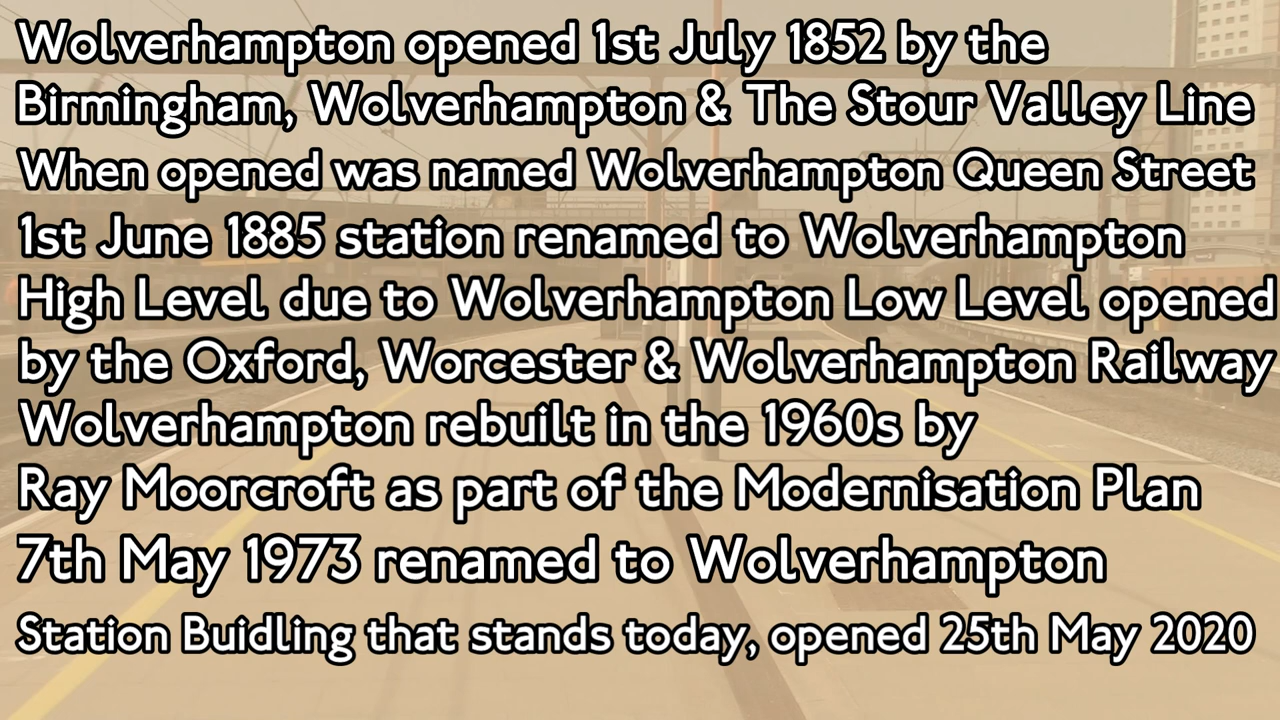 Wolverhampton opened 1st July 1852 by the
Birmingham, Wolverhampton & The Stour Valley Line
When opened was named Wolverhampton Queen Street
1st June 1885 station renamed to Wolverhampton
High Level due to Wolverhampton Low Level opened
by the Oxford, Worcester & Wolverhampton Railway
Wolverhampton rebuilt in the 1960s by
Ray Moorcroft as part of the Modernisation Plan
7th May 1973 renamed to Wolverhampton
Station Buidling that stands today, opened 25th May 2020